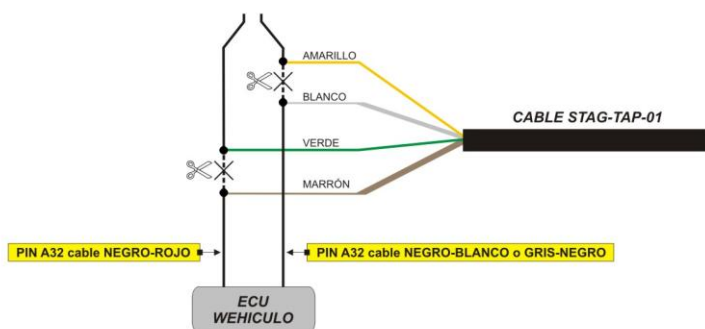 AMARILLO
BLANCO
CABLE STAG-TAP-01
VERDE
MARRÓN
PIN A32 cable NEGRO-ROJO
PIN A32 cable NEGRO-BLANCO o GRIS-NEGRO
ECU
WEHICULO